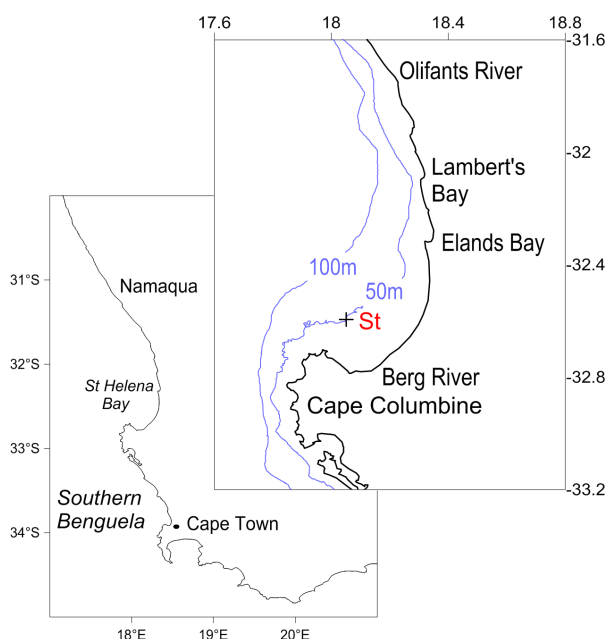 17.6 18 18.4 18.8
-31.6
Olifants River
-32
Lambert's
Bay
Elands Bay
-32.4
100m
50m
St
-32.8
Berg River
Cape Columbine
-33.2
31°S
Namaqua
32°S
St Helena
Bay
33°S
Southern
Benguela
Cape Town
34°S
18°E 19°E 20°E